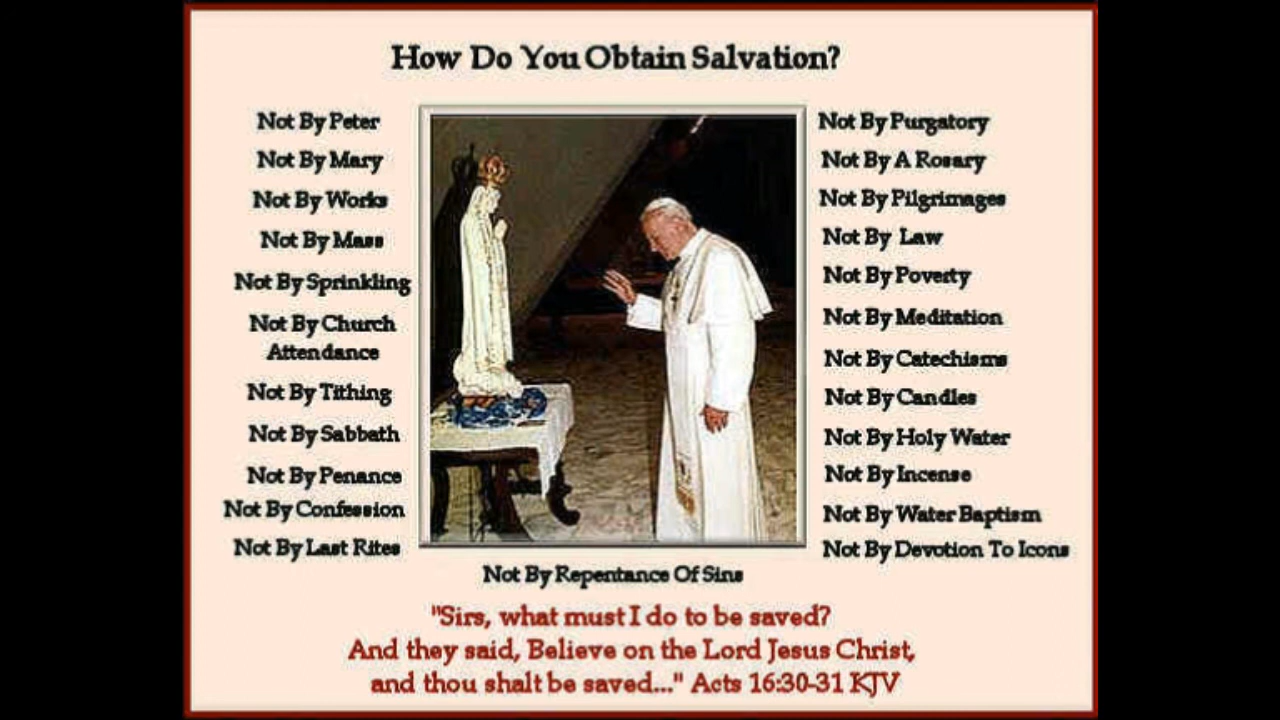 How Do You Obtain Salvation?
Not By Peter
Not By Mary
Not By Works
Not By Mass
Not By Sprinkling
Not By Church
Attendance
Not By Tithing
Not By Sabbath
Not By Penance
Not By Confession
Not By Last Rites
Not By Purgatory
Not By A Rosary
Not By Pilgrimages
Not By Law
Not By Poverty
Not By Meditation
Not By Catechisms
Not By Candles
Not By Holy Water
Not By Incense
Not By Water Baptism
Not By Devotion To Icons
Not By Repentance Of Sins
"Sirs, what must I do to be saved?
And they said, Believe on the Lord Jesus Christ,
and thou shalt be saved..." Acts 16:30-31 KJV